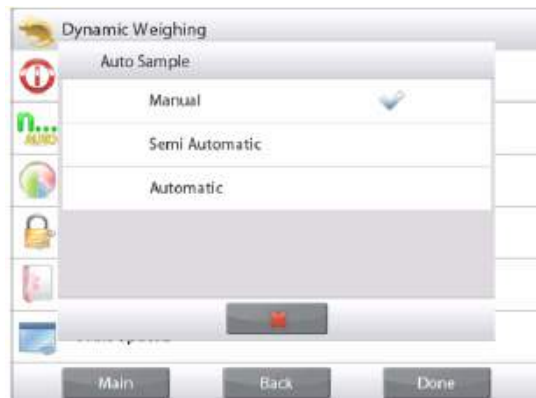 Dynamic Weighing
Auto Sample
Manual
Semi Automatic
Automatic
n...
AUTO
Main
Back
Done